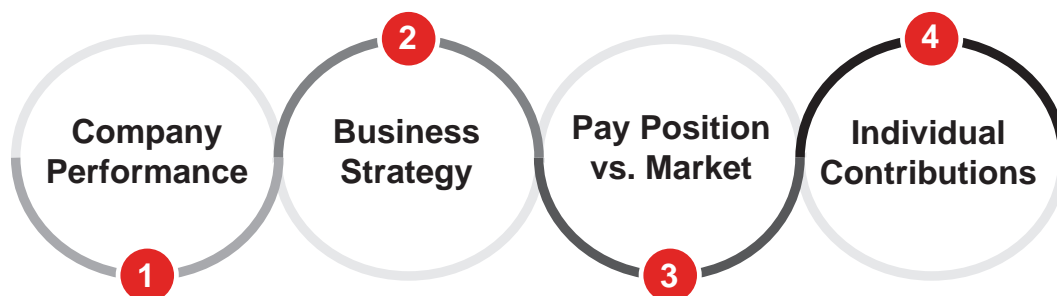 1
Company
Performance
2
Business
Strategy
3
Pay Position
vs. Market
4
Individual
Contributions